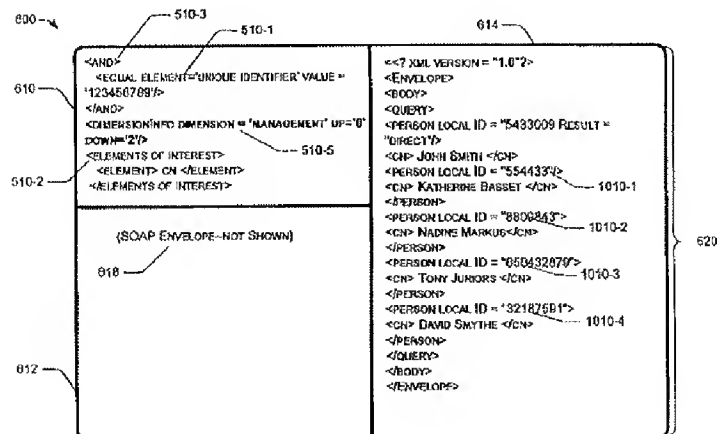 600
510-3
510-1
614
<AND>
<EQUAL ELEMENT='UNIQUE IDENTIFIER' VALUE =
'123456789'/>
</AND>
<DIMENSIONINFO DIMENSION = 'MANAGEMENT' UP='0'
DOWN='2'/>
<ELEMENTS OF INTEREST>
<ELEMENT> CN </ELEMENT>
</ELEMENTS OF INTEREST>
610
510-5
510-2
(SOAP ENVELOPE--NOT SHOWN)
618
612
<<? XML VERSION = "1.0"?>
<ENVELOPE>
<BODY>
<QUERY>
<PERSON LOCAL ID = "5433009 RESULT =
"DIRECT"/>
<CN> JOHN SMITH </CN>
<PERSON LOCAL ID = "554433"/>
<CN> KATHERINE BASSET </CN>
</PERSON>
<PERSON LOCAL ID = "8806843">
<CN> NADINE MARKUS</CN>
</PERSON>
<PERSON LOCAL ID = "658432879">
<CN> TONY JUNIORS </CN>
</PERSON>
<PERSON LOCAL ID = "32187591">
<CN> DAVID SMYTHE </CN>
</PERSON>
</QUERY>
</BODY>
</ENVELOPE>
1010-1
1010-2
1010-3
1010-4
620